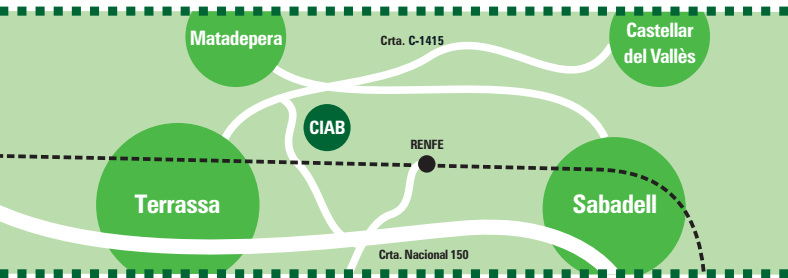 Matadepera
Crta. C-1415
Castellar
del Vallès
CIAB
RENFE
Terrassa
Sabadell
Crta. Nacional 150